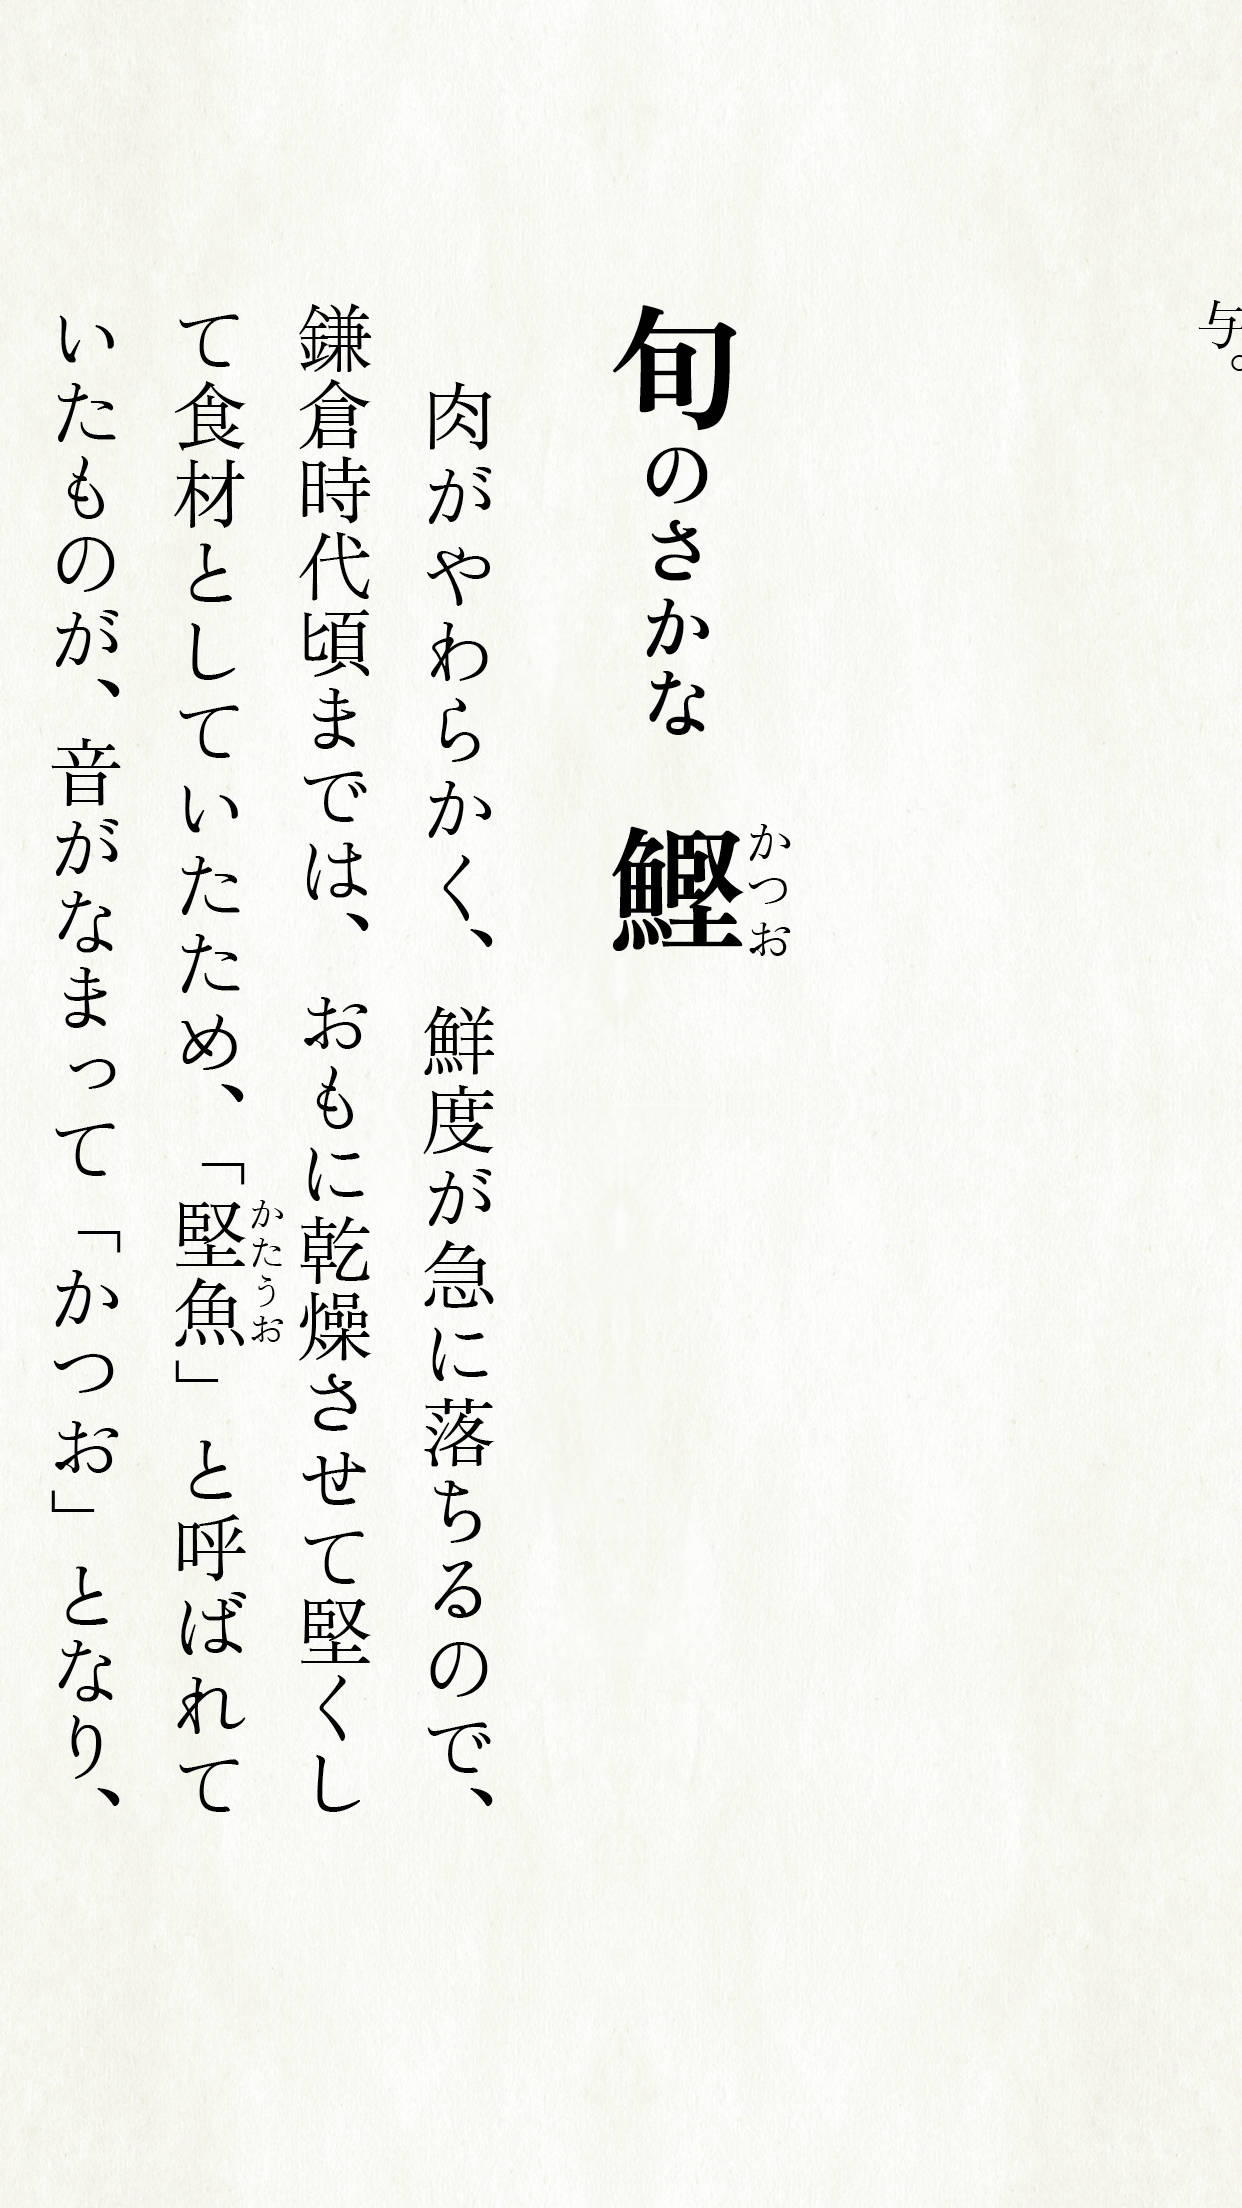 与。
旬のさかな　鰹
かつお
肉がやわらかく、鮮度が急に落ちるので、
鎌倉時代頃までは、おもに乾燥させて堅くし
て食材としていたため、「堅魚」と呼ばれて
かたうお
いたものが、音がなまって「かつお」となり、